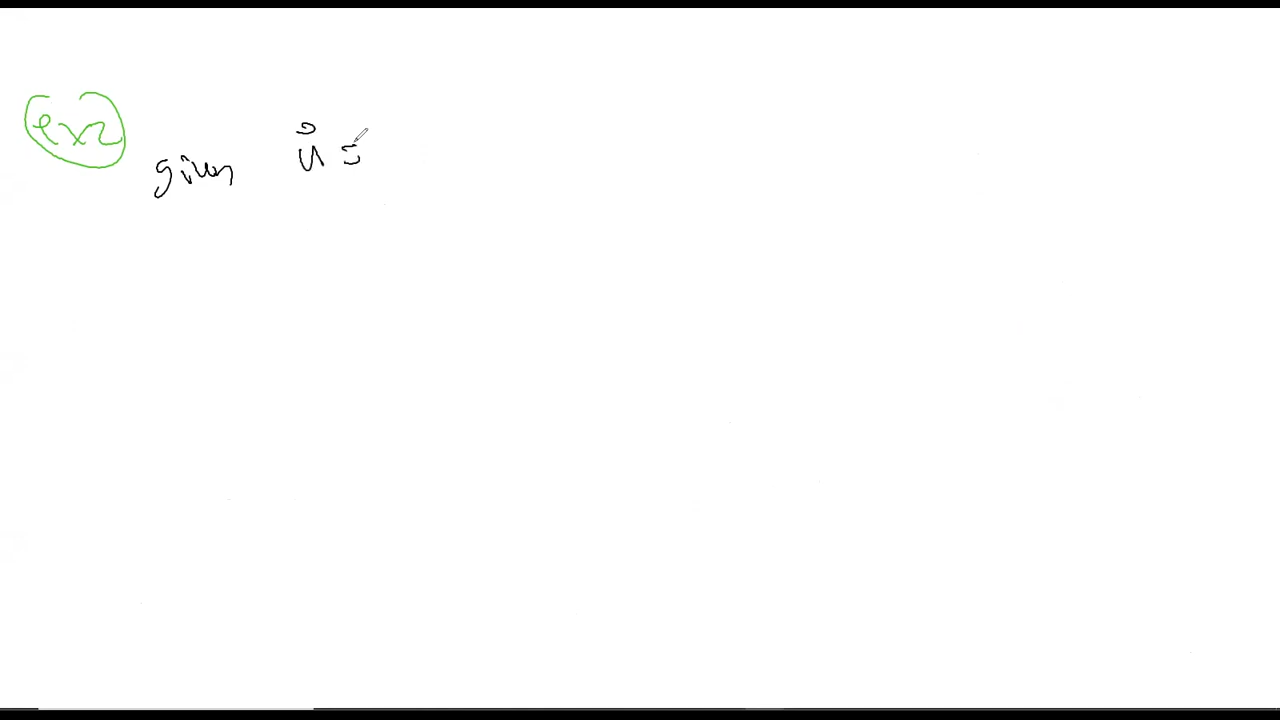 ex2
given u⃗ =